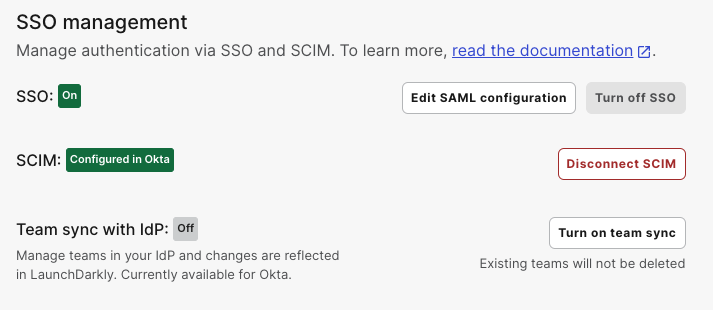 SSO management
Manage authentication via SSO and SCIM. To learn more, read the documentation.
SSO: On Edit SAML configuration Turn off SSO
SCIM: Configured in Okta Disconnect SCIM
Team sync with IdP: Off Turn on team sync
Manage teams in your IdP and changes are reflected
in LaunchDarkly. Currently available for Okta.
Existing teams will not be deleted